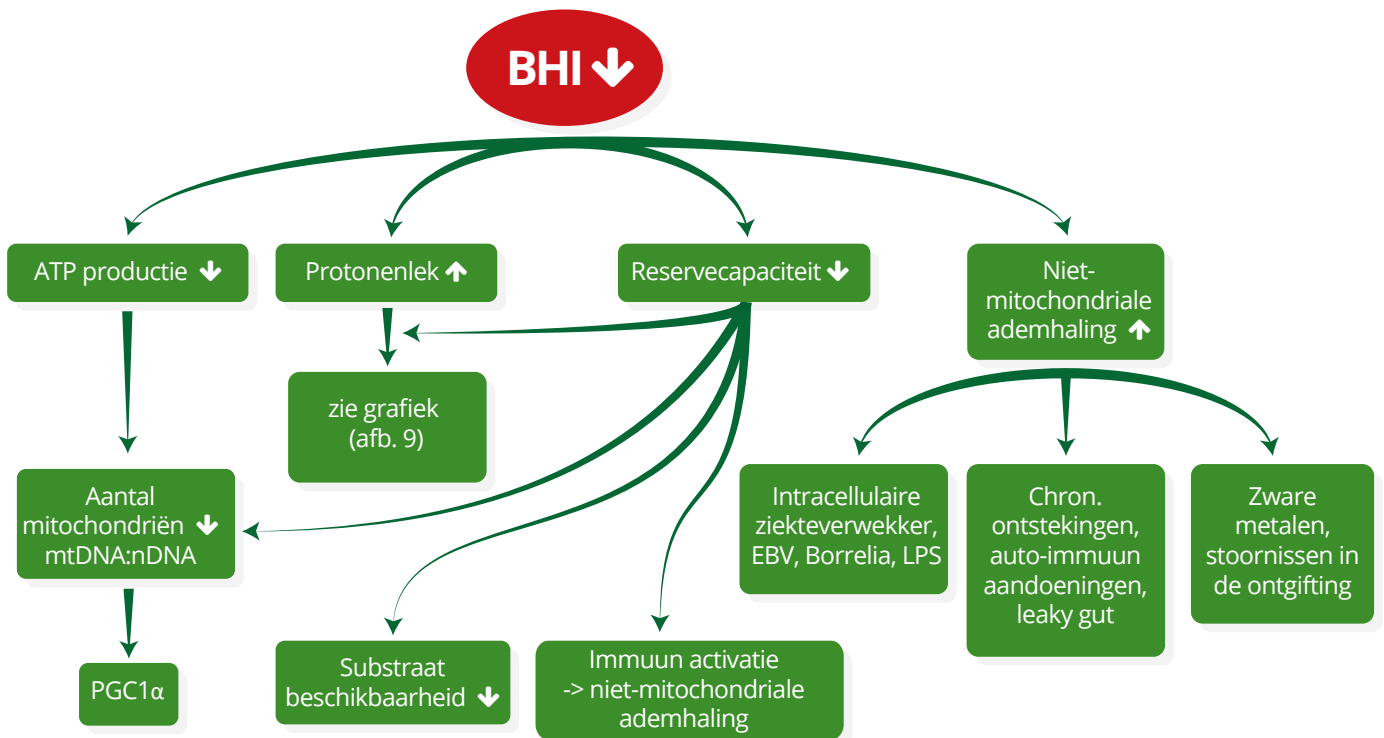 BHI ↓
ATP productie ↓
Protonenlek ↑
Reservecapaciteit ↓
Niet-
mitochondriale
ademhaling ↑
zie grafiek
(afb. 9)
Aantal
mitochondriën ↓
mtDNA:nDNA
Intracellulaire
ziekteverwekker,
EBV, Borrelia, LPS
Chron.
ontstekingen,
auto-immuun
aandoeningen,
leaky gut
Zware
metalen,
stoornissen in
de ontgifting
PGC1α
Substraat
beschikbaarheid ↓
Immuun activatie
-> niet-mitochondriale
ademhaling